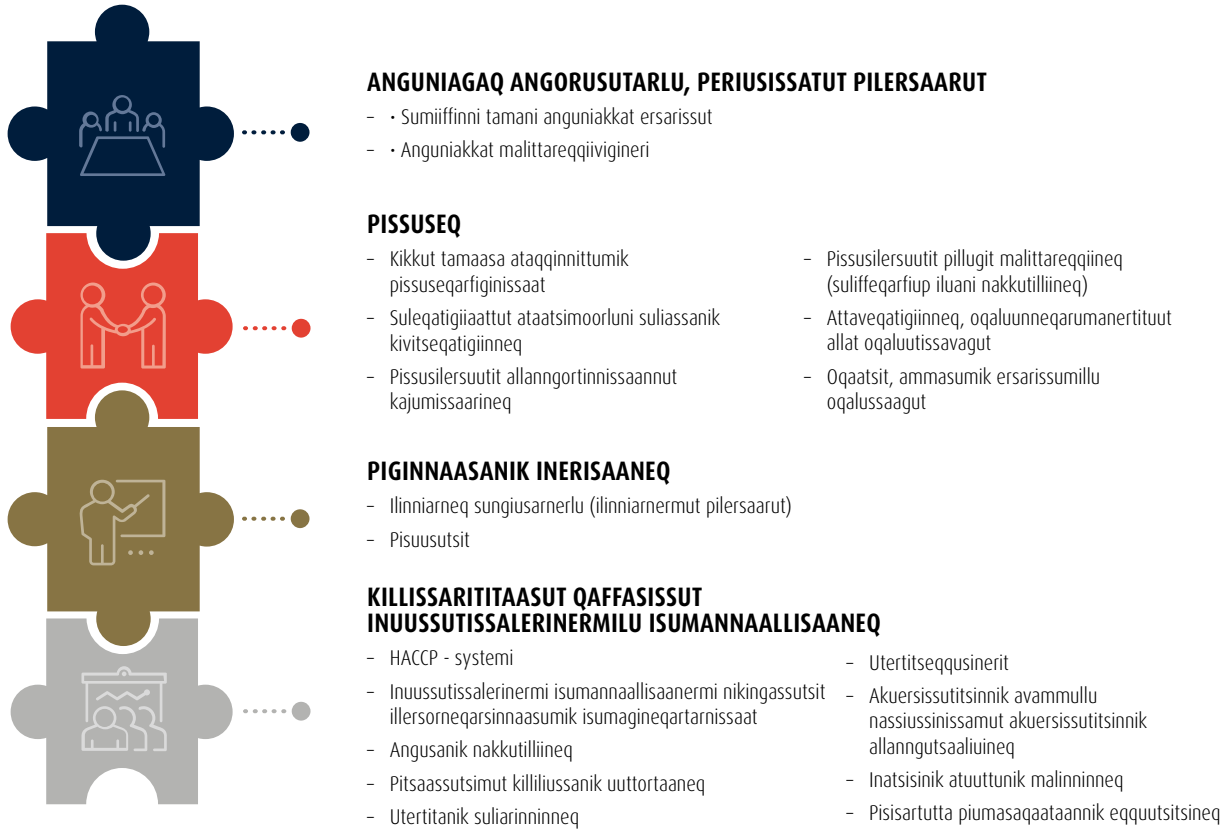 ANGUNIAGAQ ANGORUSUTARLU, PERIUSISSATUT PILERSAARUT
– • Sumiiffinni tamani anguniakkat ersarissut
– • Anguniakkat malittareqqiivigineri
PISSUSEQ
– Kikkut tamaasa ataqqinnittumik
pissuseqarfiginissaat
– Suleqatigiiaattut ataatsimoorluni suliassanik
kivitseqatigiinneq
– Pissusilersuutit allanngortinnissaannut
kajumissaarineq
– Pissusilersuutit pillugit malittareqqiineq
(suliffeqarfiup iluani nakkutilliineq)
– Attaveqatigiinneq, oqaluunneqarumanertituut
allat oqaluutissavagut
– Oqaatsit, ammasumik ersarissumillu
oqalussaagut
PIGINNAASANIK INERISAANEQ
– Ilinniarneq sungiusarnerlu (ilinniarnermut pilersaarut)
– Pisuusutsit
KILLISSARITITAASUT QAFFASISSUT
INUUSSUTISSALERINERMILU ISUMANNAALLISAANEQ
– HACCP - systemi
– Inuussutissalerinermi isumannaallisaanermi nikingassutsit
illersorneqarsinnaasumik isumagineqartarnissaat
– Angusanik nakkutilliineq
– Pitsaassutsimut killiliussanik uuttortaaneq
– Utertitanik suliarinninneq
– Utertitseqqusinerit
– Akuersissutitsinnik avammullu
nassiussinissamut akuersissutitsinnik
allanngutsaaliuineq
– Inatsisinik atuuttunik malinninneq
– Pisisartutta piumasaqaataannik eqquutsitsineq